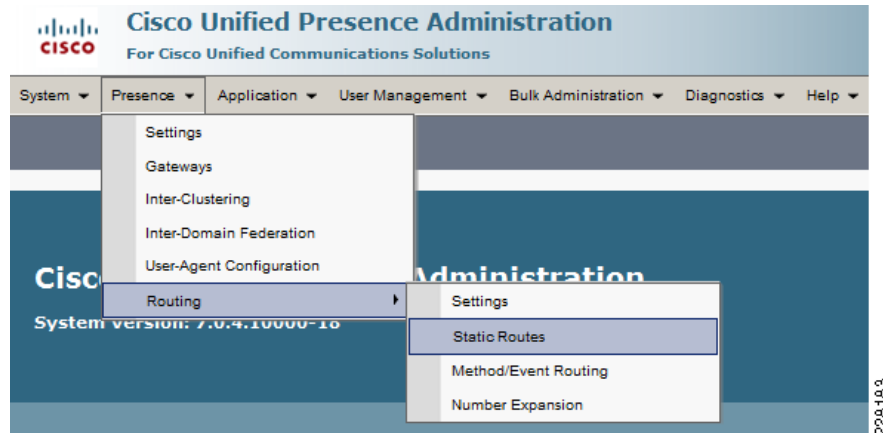 Cisco Unified Presence Administration
CISCO
For Cisco Unified Communications Solutions
System Presence Application User Management Bulk Administration Diagnostics Help
Settings
Gateways
Inter-Clustering
Inter-Domain Federation
User-Agent Configuration
Cisc Administration
Routing
Settings
System Version: 7.0.4.10000-18
Static Routes
Method/Event Routing
Number Expansion